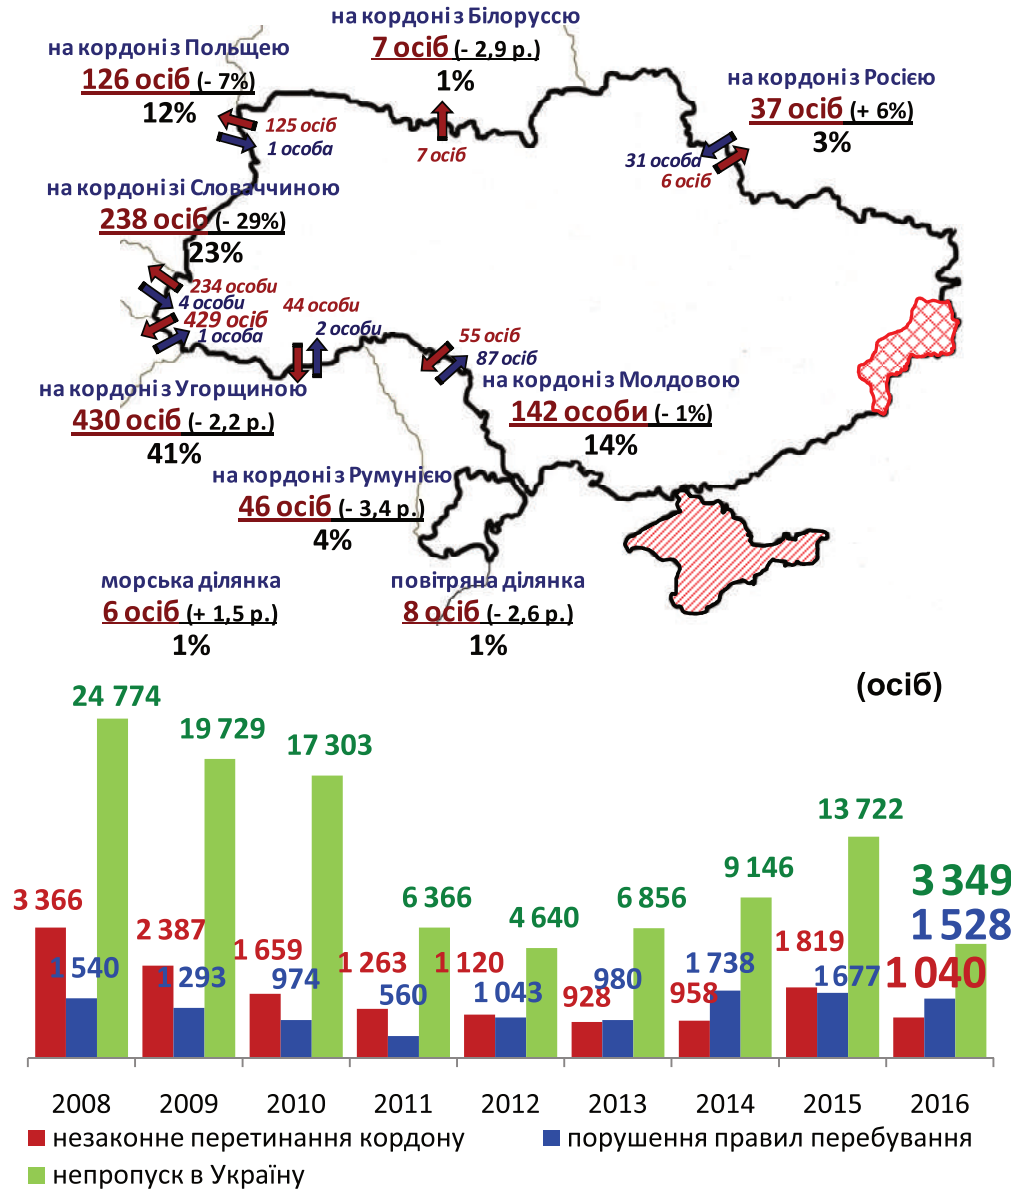 на кордоні з Білоруссю
7 осіб (- 2,9 р.)
1%
7 осіб
на кордоні з Польщею
126 осіб (- 7%)
12%
125 осіб
1 особа
на кордоні з Росією
37 осіб (+ 6%)
3%
31 особа
6 осіб
на кордоні зі Словаччиною
238 осіб (- 29%)
23%
234 особи
4 особи
429 осіб
1 особа
44 особи
2 особи
55 осіб
87 осіб
на кордоні з Угорщиною
430 осіб (- 2,2 р.)
41%
на кордоні з Молдовою
142 особи (- 1%)
14%
на кордоні з Румунією
46 осіб (- 3,4 р.)
4%
морська ділянка
6 осіб (+ 1,5 р.)
1%
повітряна ділянка
8 осіб (- 2,6 р.)
1%
(осіб)
3 366
1 540
24 774
2 387
1 293
19 729
1 659
974
17 303
1 263
560
6 366
1 120
1 043
4 640
928
980
6 856
958
1 738
9 146
1 819
1 677
13 722
1 040
1 528
3 349
2008 2009 2010 2011 2012 2013 2014 2015 2016
незаконне перетинання кордону
порушення правил перебування
непропуск в Україну